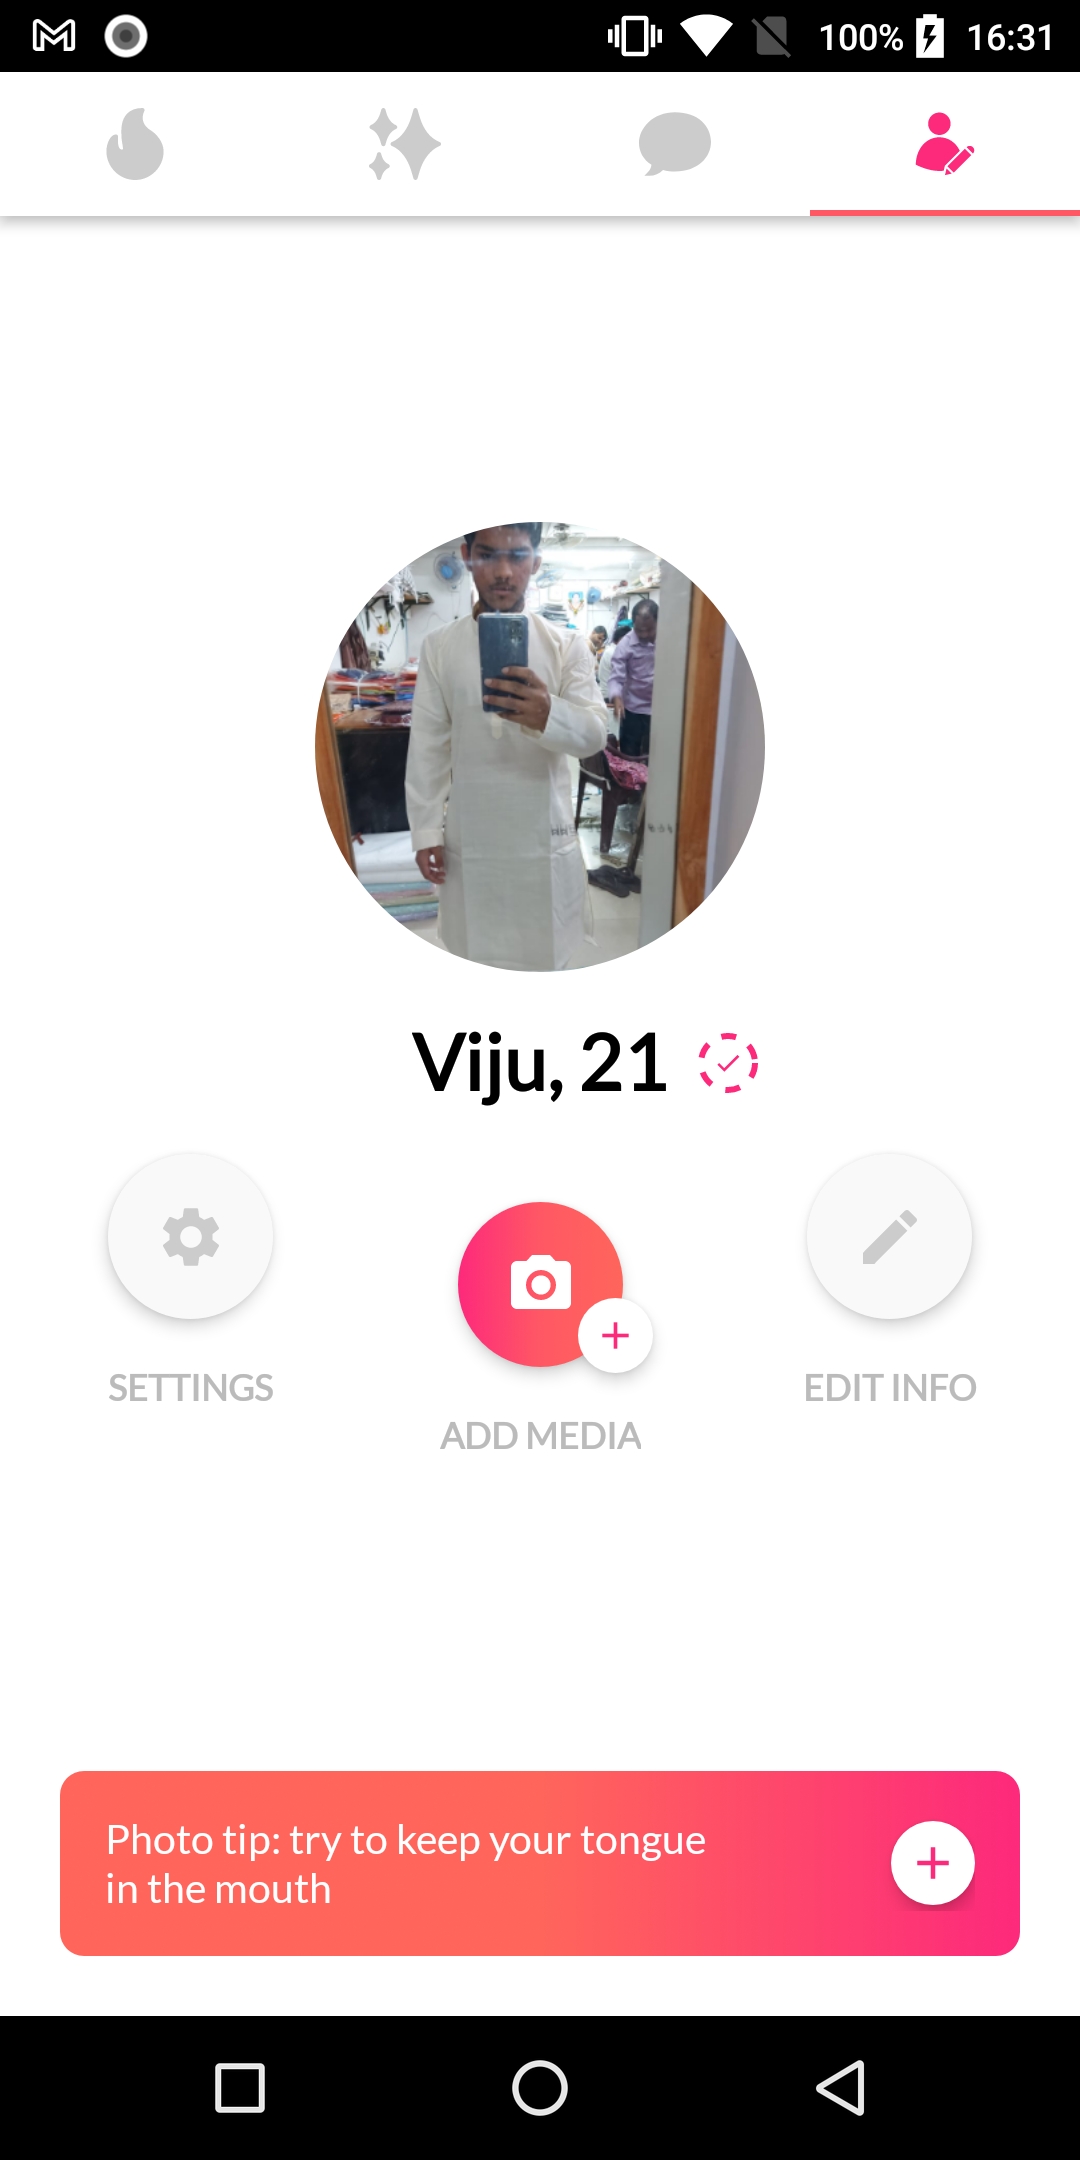 100% 16:31
Viju, 21
SETTINGS
EDIT INFO
ADD MEDIA
Photo tip: try to keep your tongue
in the mouth